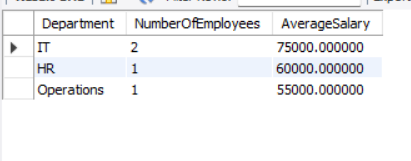 Department NumberOfEmployees AverageSalary
IT 2 75000.000000
HR 1 60000.000000
Operations 1 55000.000000